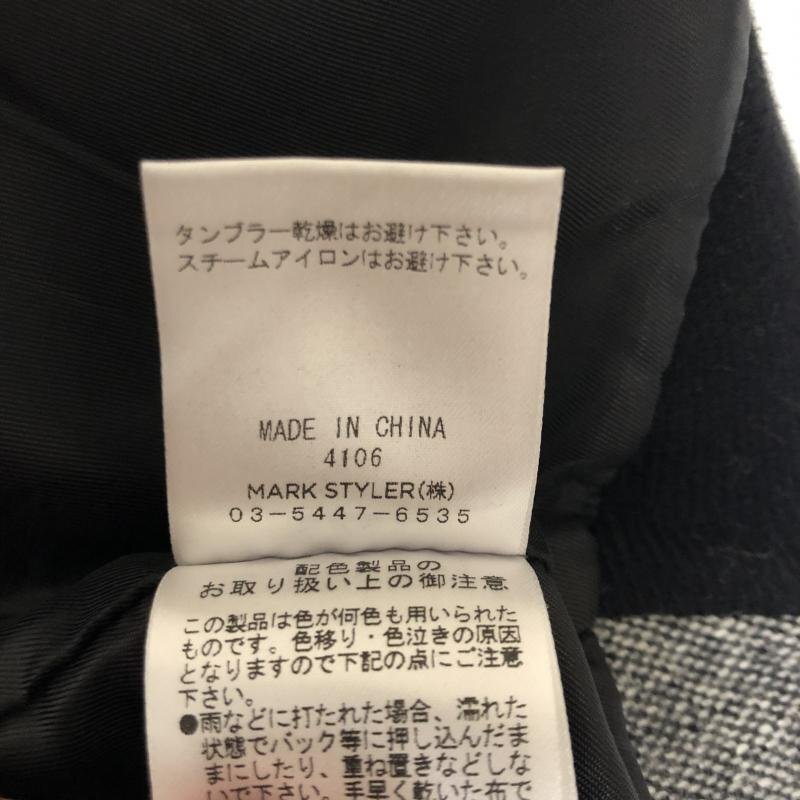 タンブラー乾燥はお避け下さい。
スチームアイロンはお避け下さい。
MADE IN CHINA
4106
MARK STYLER(株)
03-5447-6535
配色製品の
お取り扱い上の御注意
この製品は色が何色も用いられた
ものです。色移り・色泣きの原因
となりますので下記の点にご注意
下さい。
●雨などに打たれた場合、濡れた
状態でバック等に押し込んだま
まにしたり、重ね置きなどしな
いで下さい。手早く乾いた布で